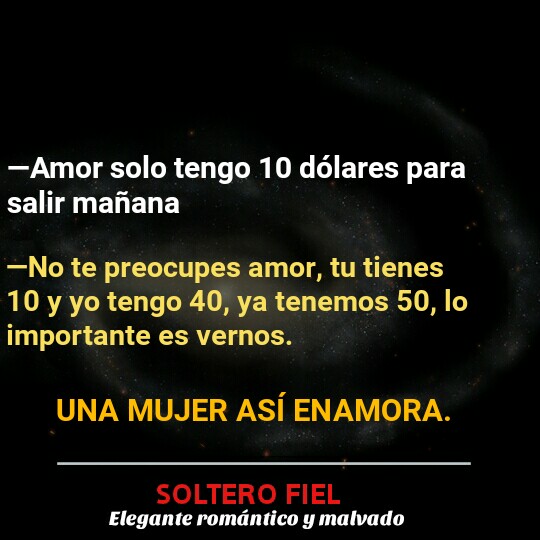 —Amor solo tengo 10 dólares para
salir mañana
—No te preocupes amor, tu tienes
10 y yo tengo 40, ya tenemos 50, lo
importante es vernos.
UNA MUJER ASÍ ENAMORA.
SOLTERO FIEL
Elegante romántico y malvado